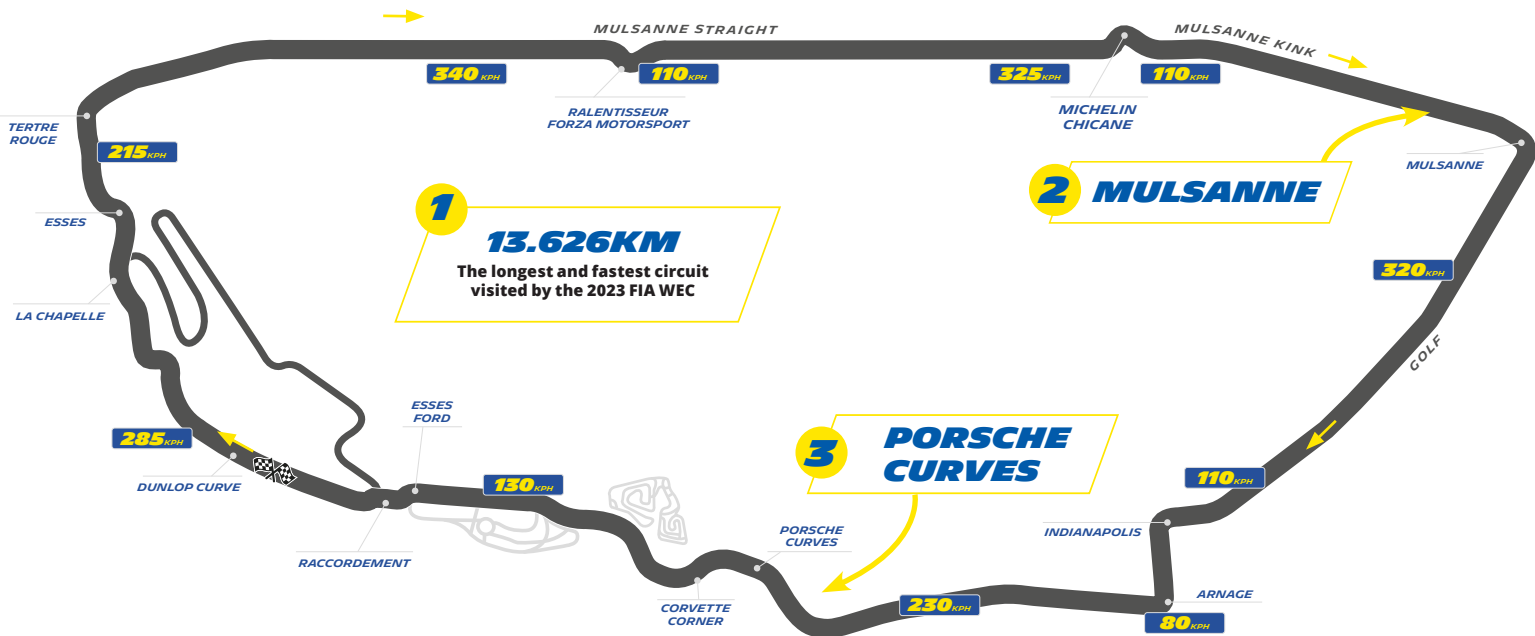 MULSANNE STRAIGHT
MULSANNE KINK
340 KPH
110 KPH
325 KPH
110 KPH
RALENTISSEUR
FORZA MOTORSPORT
MICHELIN
CHICANE
TERTRE
ROUGE
215 KPH
MULSANNE
2 MULSANNE
1
13.626KM
The longest and fastest circuit
visited by the 2023 FIA WEC
ESSES
320 KPH
LA CHAPELLE
GOLF
ESSES
FORD
285 KPH
3
PORSCHE
CURVES
DUNLOP CURVE
130 KPH
110 KPH
INDIANAPOLIS
PORSCHE
CURVES
RACCORDEMENT
CORVETTE
CORNER
230 KPH
ARNAGE
80 KPH